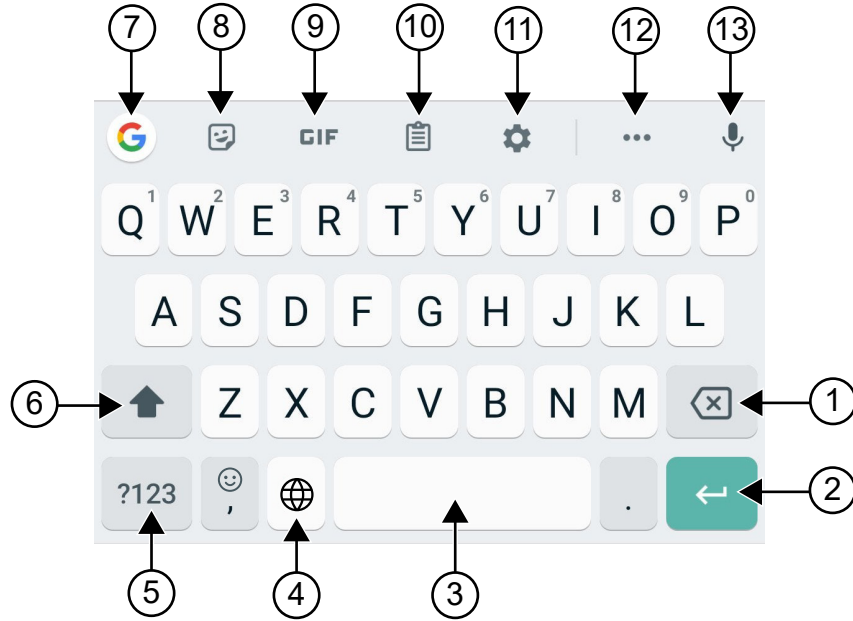 7 8 9 10 11 12 13
G GIF
Q 1 W 2 E 3 R 4 T 5 Y 6 U 7 I 8 O 9 P 0
A S D F G H J K L
6 Z X C V B N M 1
?123 , . 2
5 4 3